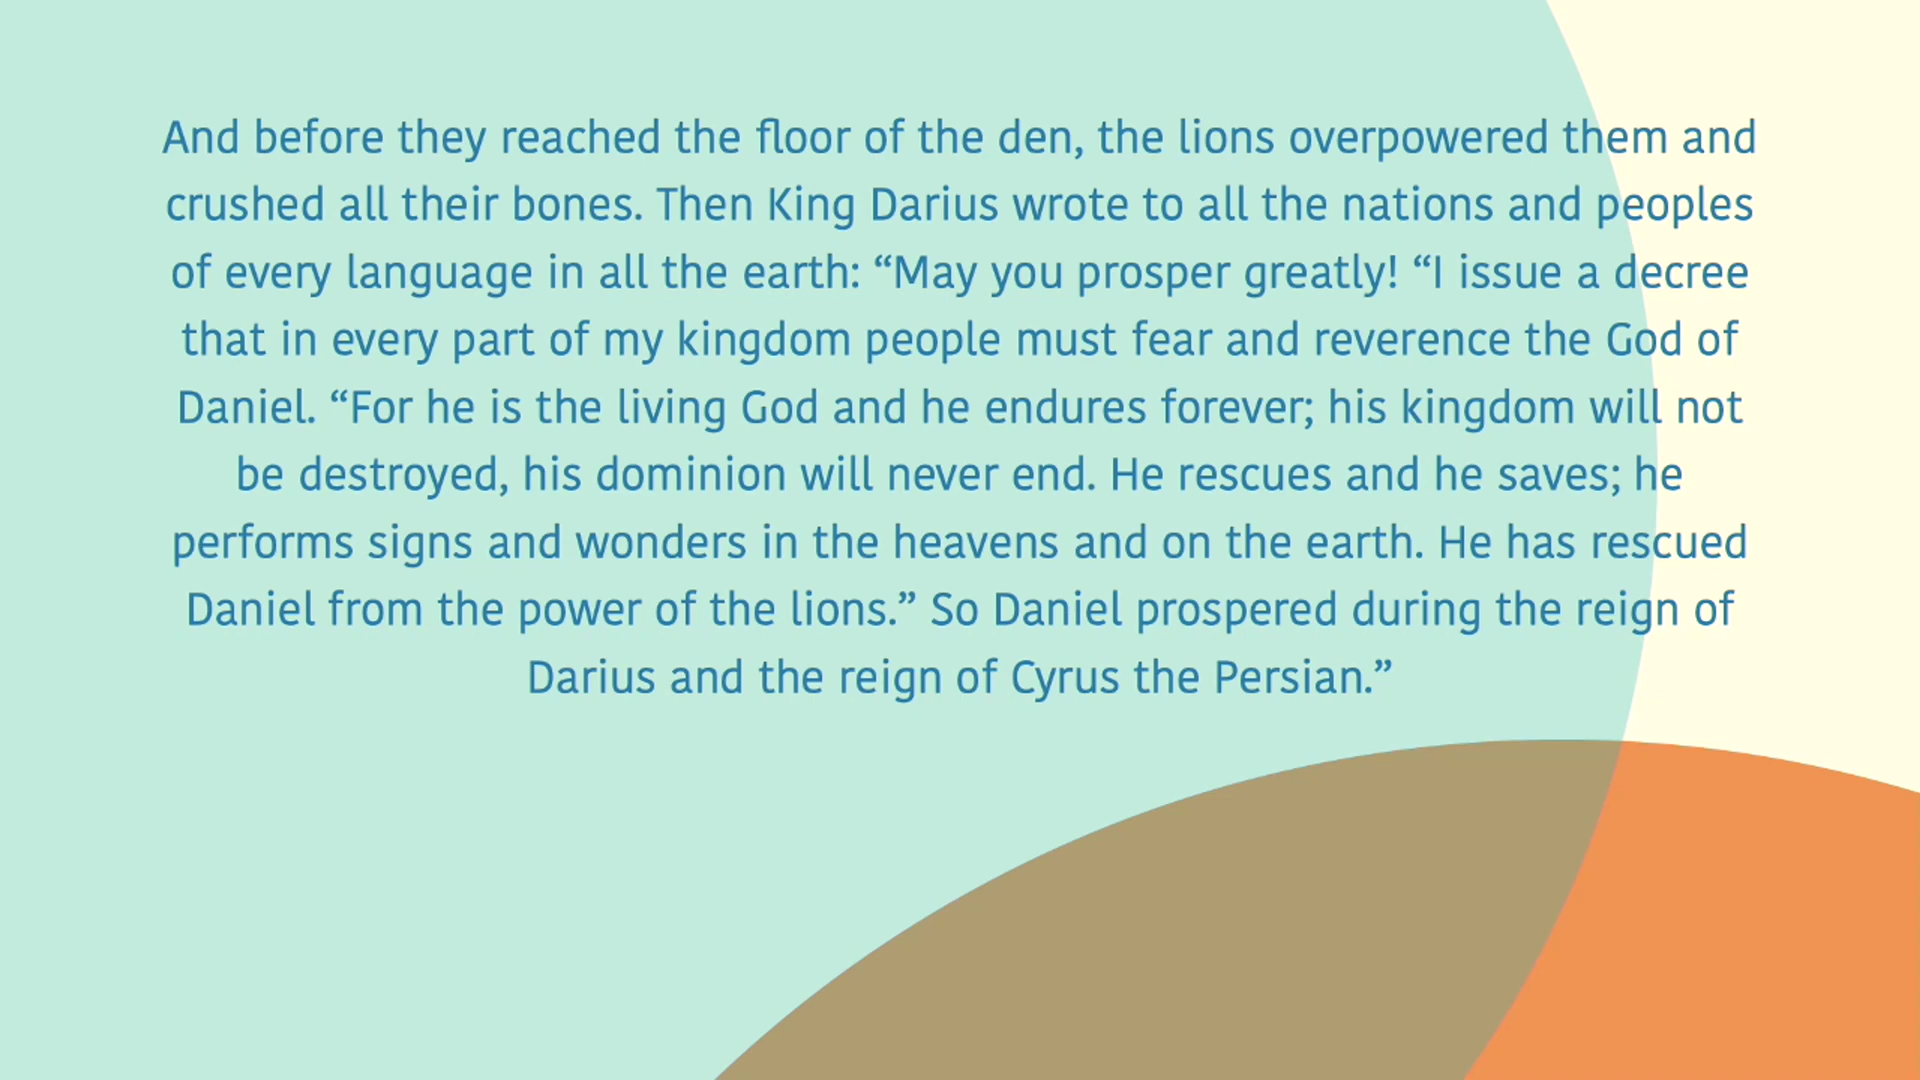 And before they reached the floor of the den, the lions overpowered them and
crushed all their bones. Then King Darius wrote to all the nations and peoples
of every language in all the earth: “May you prosper greatly! “I issue a decree
that in every part of my kingdom people must fear and reverence the God of
Daniel. “For he is the living God and he endures forever; his kingdom will not
be destroyed, his dominion will never end. He rescues and he saves; he
performs signs and wonders in the heavens and on the earth. He has rescued
Daniel from the power of the lions.” So Daniel prospered during the reign of
Darius and the reign of Cyrus the Persian.”